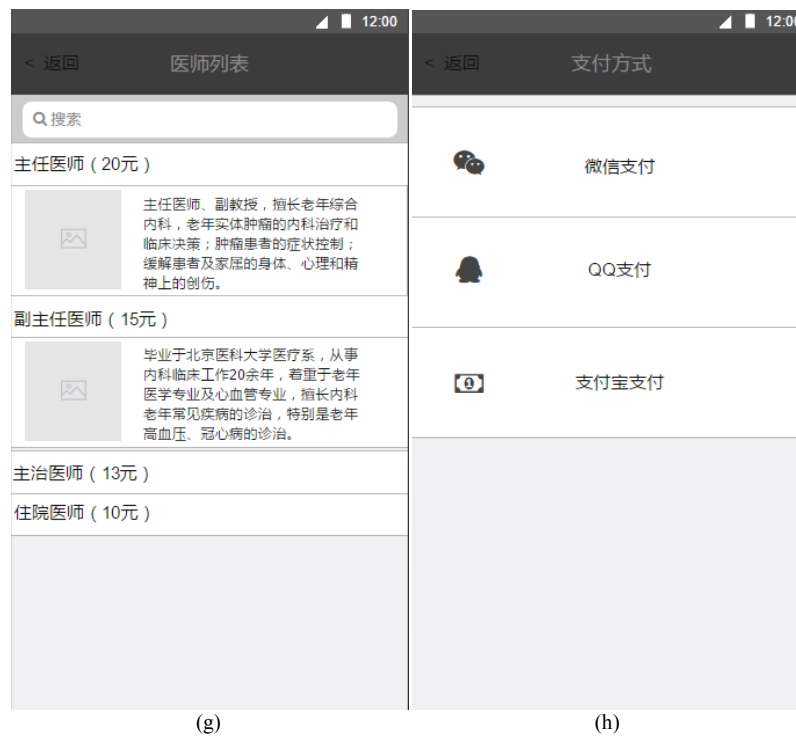 12:00
< 返回
医师列表
搜索
主任医师（20元）
主任医师、副教授，擅长老年综合
内科，老年实体肿瘤的内科治疗和
临床决策；肿瘤患者的症状控制；
缓解患者及家属的身体、心理和精
神上的创伤。
副主任医师（15元）
毕业于北京医科大学医疗系，从事
内科临床工作20余年，着重于老年
医学专业及心血管专业，擅长内科
老年常见疾病的诊治，特别是老年
高血压、冠心病的诊治。
主治医师（13元）
住院医师（10元）
(g)
12:00
< 返回
支付方式
微信支付
QQ支付
支付宝支付
(h)